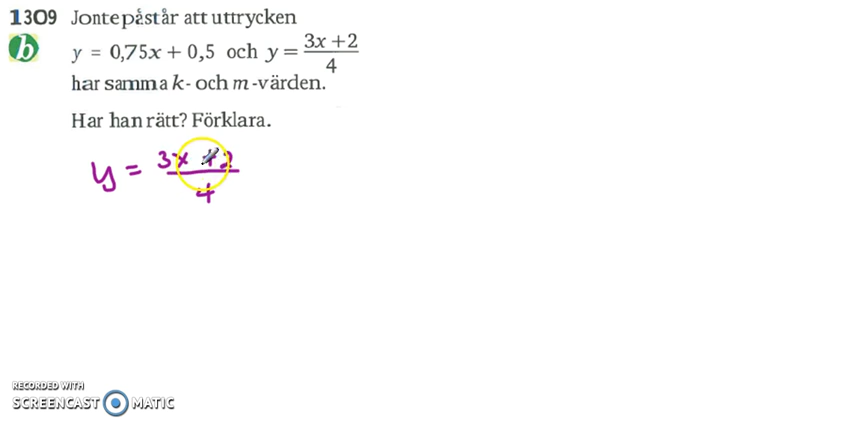 1309 Jonte påstår att uttrycken
b y = 0,75x + 0,5 och y = 3x +2
4
har samma k- och m-värden.
Har han rätt? Förklara.
y = 3x +2
4
RECORDED WITH
SCREENCAST MATIC